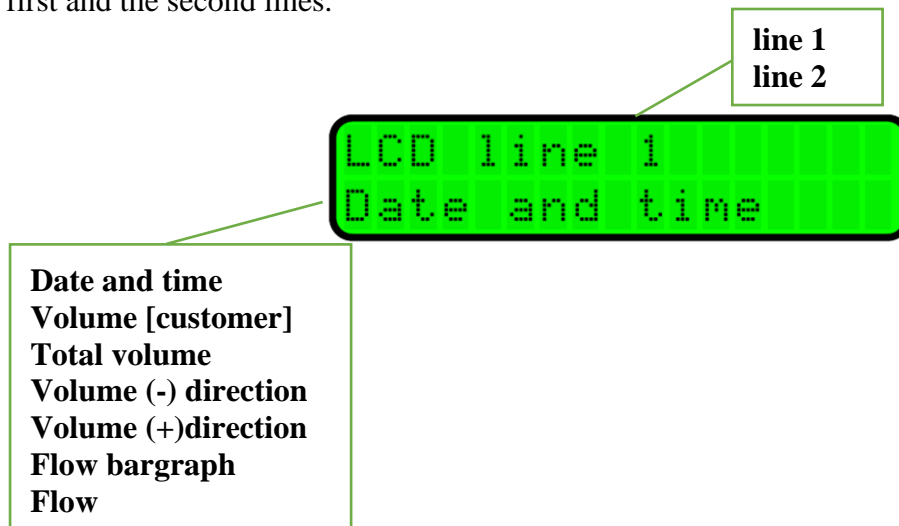 first and the second lines.
line 1
line 2
LCD line 1
Date and time
Date and time
Volume [customer]
Total volume
Volume (-) direction
Volume (+)direction
Flow bargraph
Flow